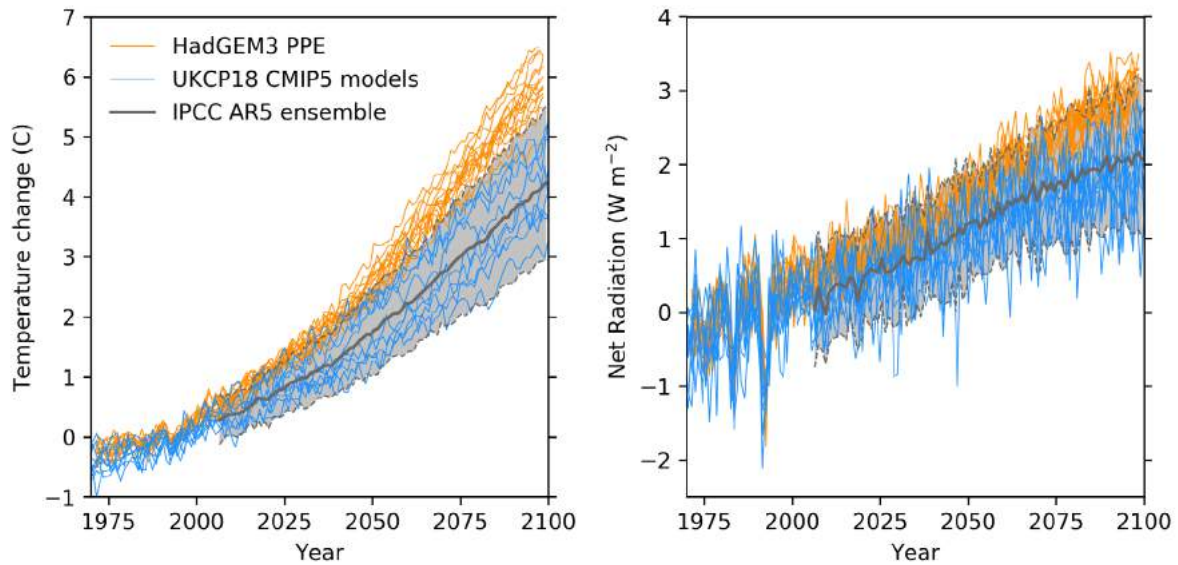 7
6
5
4
3
2
1
0
−1
Temperature change (C)
HadGEM3 PPE
UKCP18 CMIP5 models
IPCC AR5 ensemble
1975 2000 2025 2050 2075 2100
Year
4
3
2
1
0
−1
−2
Net Radiation (W m⁻²)
1975 2000 2025 2050 2075 2100
Year